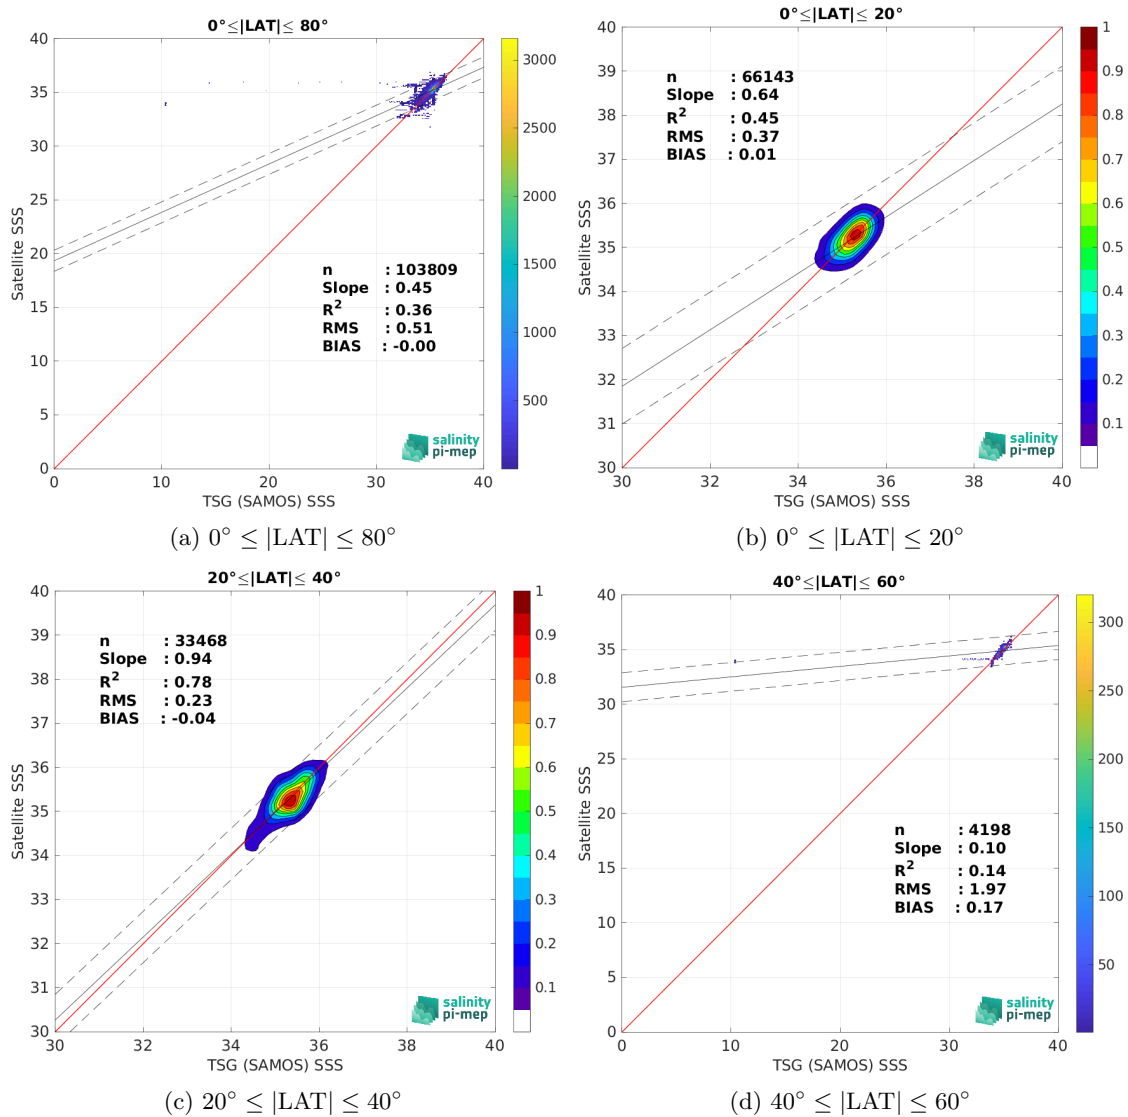 0°≤|LAT|≤ 80°
40
35
30
25
20
15
10
5
0
Satellite SSS
n : 103809
Slope : 0.45
R² : 0.36
RMS : 0.51
BIAS : -0.00
salinity
pi-mep
0 10 20 30 40
TSG (SAMOS) SSS
3000
2500
2000
1500
1000
500
(a) 0° ≤ |LAT| ≤ 80°
0°≤|LAT|≤ 20°
40
39
38
37
36
35
34
33
32
31
30
Satellite SSS
n : 66143
Slope : 0.64
R² : 0.45
RMS : 0.37
BIAS : 0.01
salinity
pi-mep
30 32 34 36 38 40
TSG (SAMOS) SSS
1
0.9
0.8
0.7
0.6
0.5
0.4
0.3
0.2
0.1
(b) 0° ≤ |LAT| ≤ 20°
20°≤|LAT|≤ 40°
40
39
38
37
36
35
34
33
32
31
30
Satellite SSS
n : 33468
Slope : 0.94
R² : 0.78
RMS : 0.23
BIAS : -0.04
salinity
pi-mep
30 32 34 36 38 40
TSG (SAMOS) SSS
1
0.9
0.8
0.7
0.6
0.5
0.4
0.3
0.2
0.1
(c) 20° ≤ |LAT| ≤ 40°
40°≤|LAT|≤ 60°
40
35
30
25
20
15
10
5
0
Satellite SSS
n : 4198
Slope : 0.10
R² : 0.14
RMS : 1.97
BIAS : 0.17
salinity
pi-mep
0 10 20 30 40
TSG (SAMOS) SSS
300
250
200
150
100
50
(d) 40° ≤ |LAT| ≤ 60°